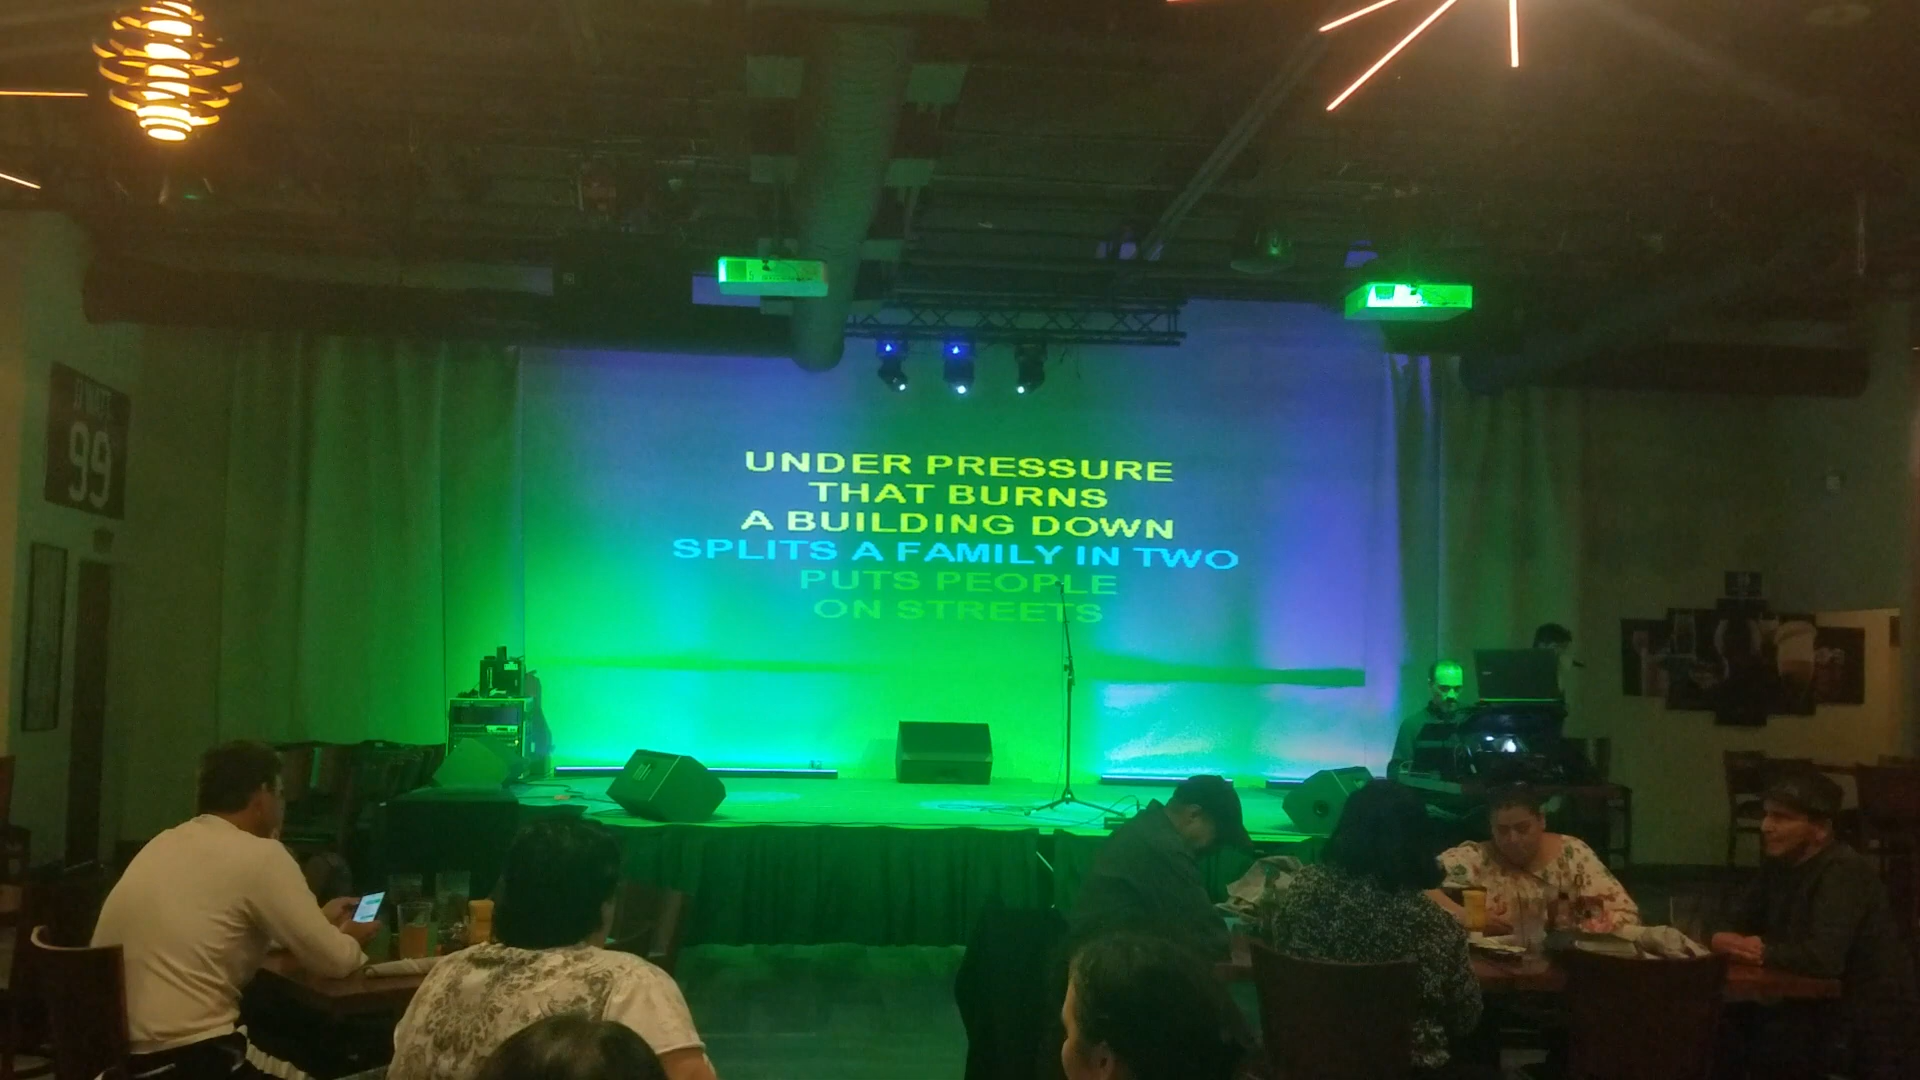 UNDER PRESSURE
THAT BURNS
A BUILDING DOWN
SPLITS A FAMILY IN TWO
PUTS PEOPLE
ON STREETS
99